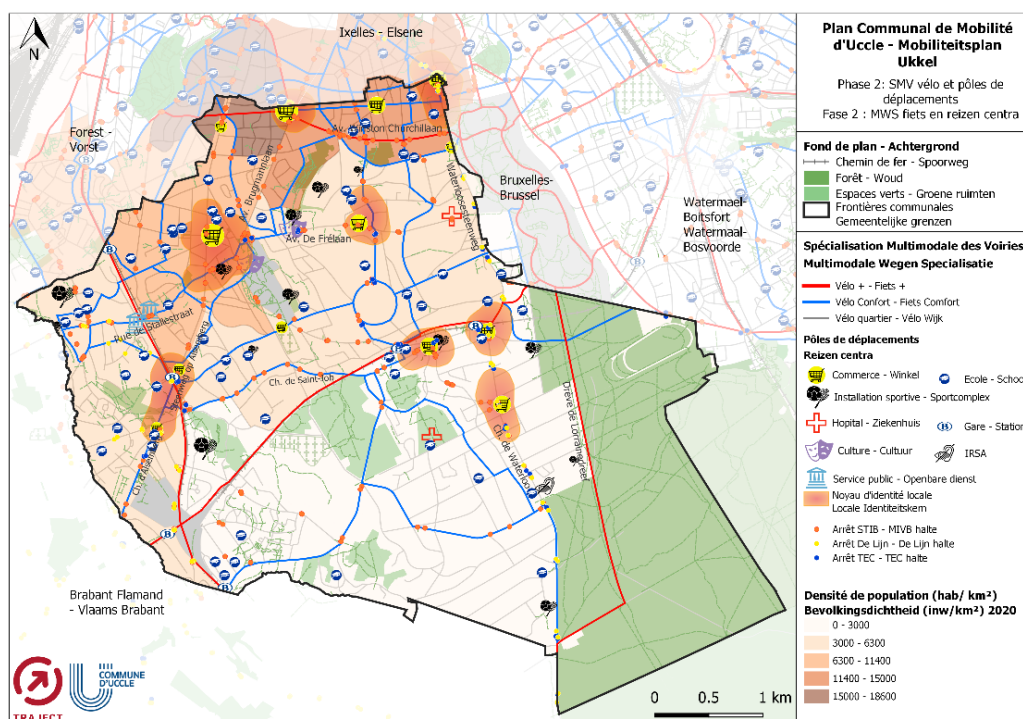 N
Ixelles - Elsene
Forest -
Vorst
Av. Winston Churchillaan
Av. Brugmannlaan
Waterloosesteenweg
Bruxelles-
Brussel
Watermael-
Boitsfort
Watermaal-
Bosvoorde
Av. De Frélaan
Rue de Stallestraat
Ch. de Saint-Job
Drève de Lorrainedreef
Ch. de Waterloo
Ch. d'Alsemb
Brabant Flamand
- Vlaams Brabant
TRAJECT
COMMUNE
D'UCCLE
0 0.5 1 km
Plan Communal de Mobilité
d'Uccle - Mobiliteitsplan
Ukkel
Phase 2: SMV vélo et pôles de
déplacements
Fase 2 : MWS fiets en reizen centra
Fond de plan - Achtergrond
Chemin de fer - Spoorweg
Forêt - Woud
Espaces verts - Groene ruimten
Frontières communales
Gemeentelijke grenzen
Spécialisation Multimodale des Voiries
Multimodale Wegen Specialisatie
Vélo + - Fiets +
Vélo Confort - Fiets Comfort
Vélo quartier - Vélo Wijk
Pôles de déplacements
Reizen centra
Commerce - Winkel
Ecole - School
Installation sportive - Sportcomplex
Hopital - Ziekenhuis
Gare - Station
Culture - Cultuur
IRSA
Service public - Openbare dienst
Noyau d'identité locale
Locale Identiteitskern
Arrêt STIB - MIVB halte
Arrêt De Lijn - De Lijn halte
Arrêt TEC - TEC halte
Densité de population (hab/ km²)
Bevolkingsdichtheid (inw/km²) 2020
0 - 3000
3000 - 6300
6300 - 11400
11400 - 15000
15000 - 18600